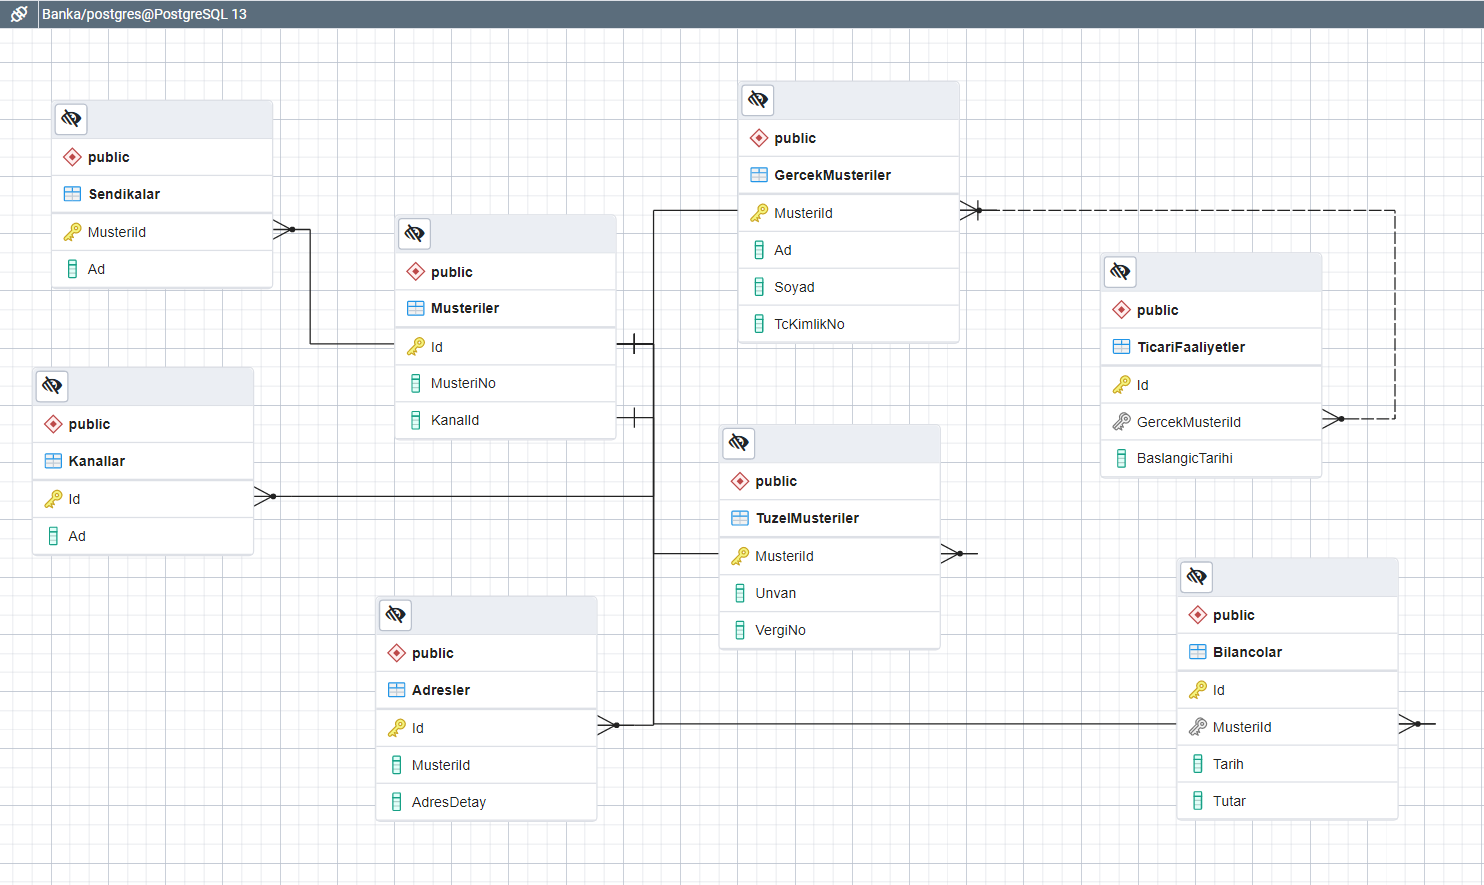 Banka/postgres@PostgreSQL 13
public
Sendikalar
MusteriId
Ad
public
Kanallar
Id
Ad
public
Musteriler
Id
MusteriNo
KanalId
public
Adresler
Id
MusteriId
AdresDetay
public
GercekMusteriler
MusteriId
Ad
Soyad
TcKimlikNo
public
TuzelMusteriler
MusteriId
Unvan
VergiNo
public
TicariFaaliyetler
Id
GercekMusteriId
BaslangicTarihi
public
Bilancolar
Id
MusteriId
Tarih
Tutar